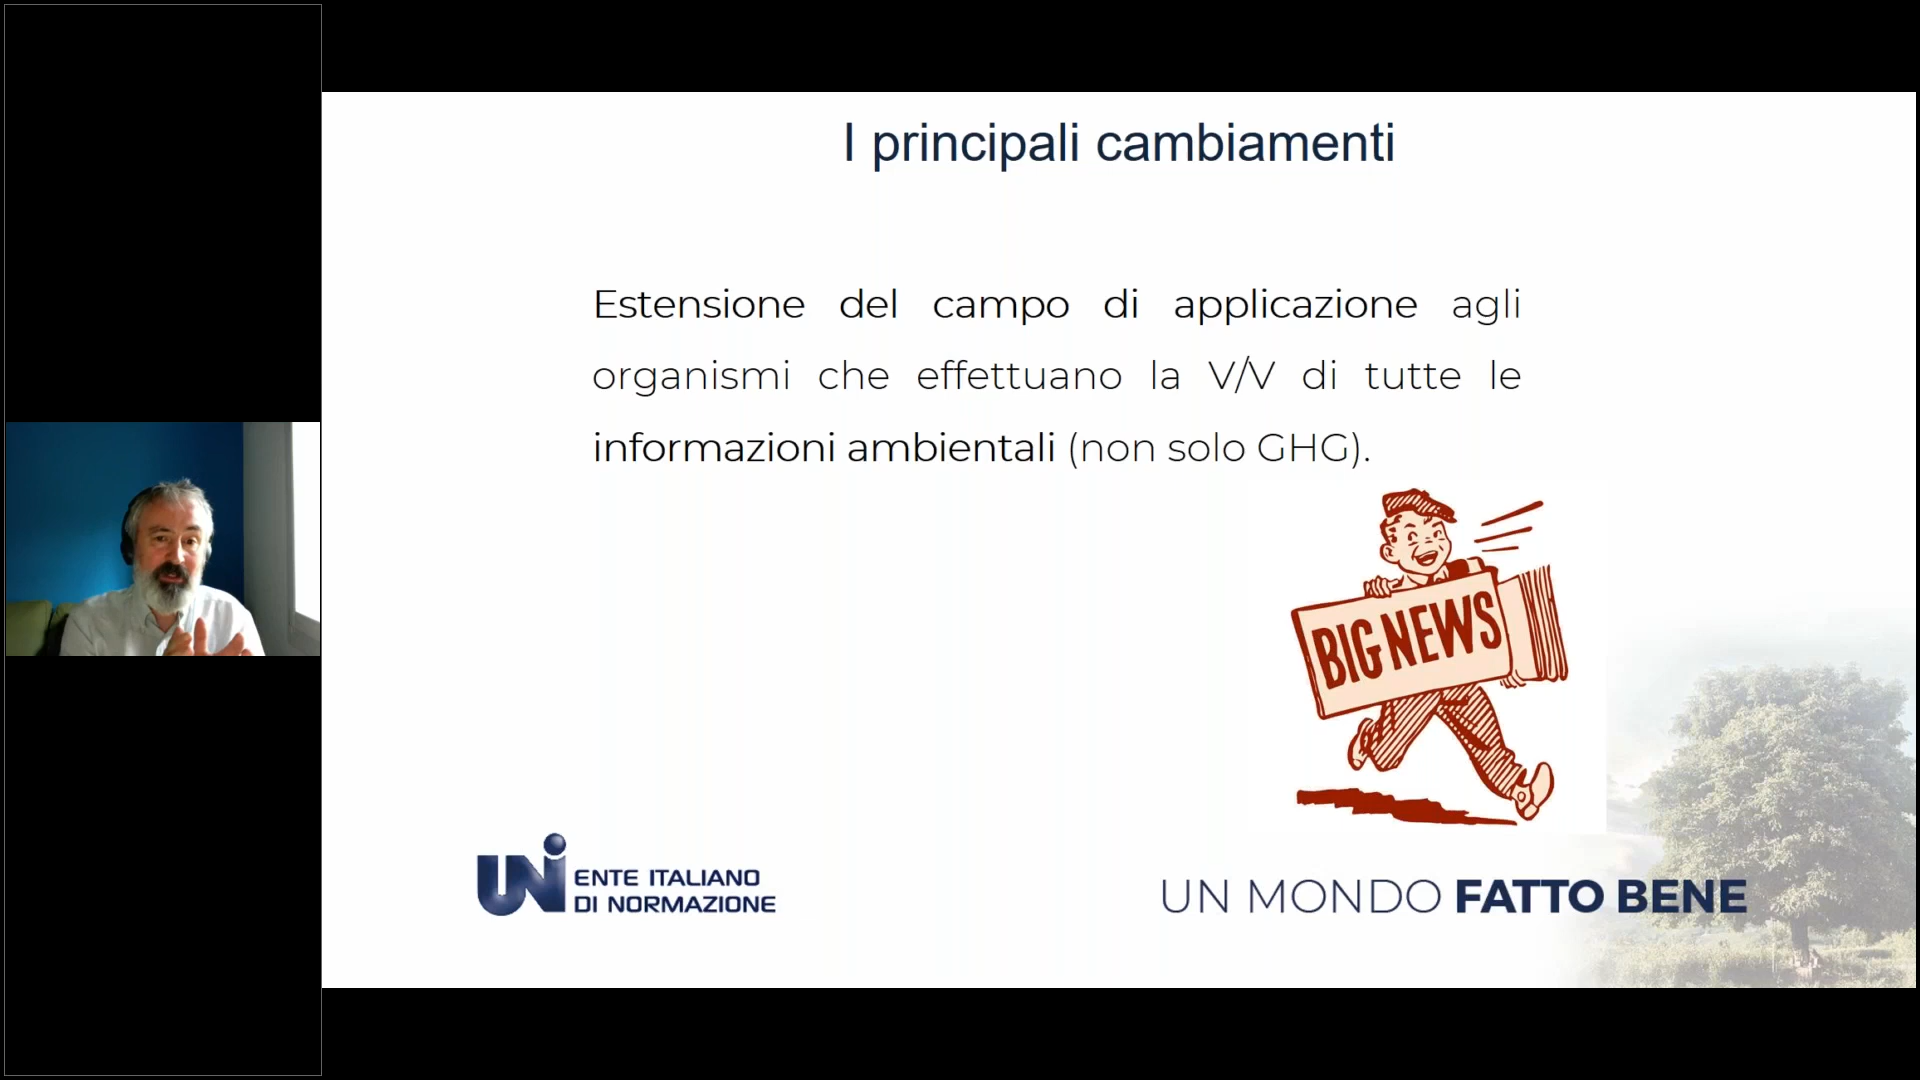 I principali cambiamenti
Estensione del campo di applicazione agli
organismi che effettuano la V/V di tutte le
informazioni ambientali (non solo GHG).
BIG NEWS
UNI ENTE ITALIANO
DI NORMAZIONE
UN MONDO FATTO BENE